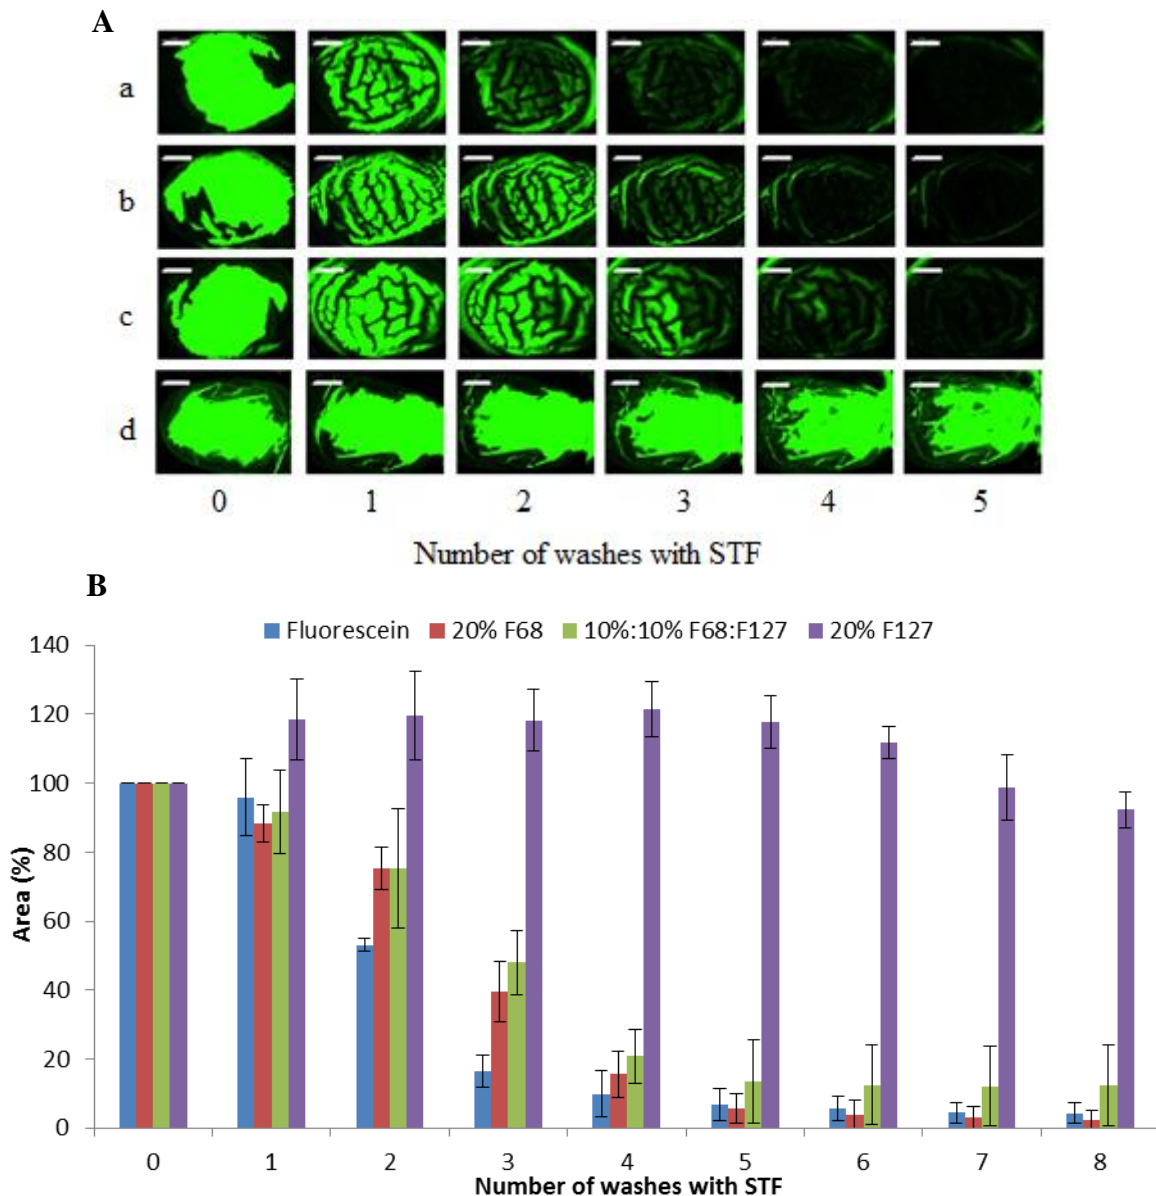 A
a
b
c
d
0 1 2 3 4 5
Number of washes with STF
B
Fluorescein 20% F68 10%:10% F68:F127 20% F127
140
120
100
80
60
40
20
0
Area (%)
0 1 2 3 4 5 6 7 8
Number of washes with STF